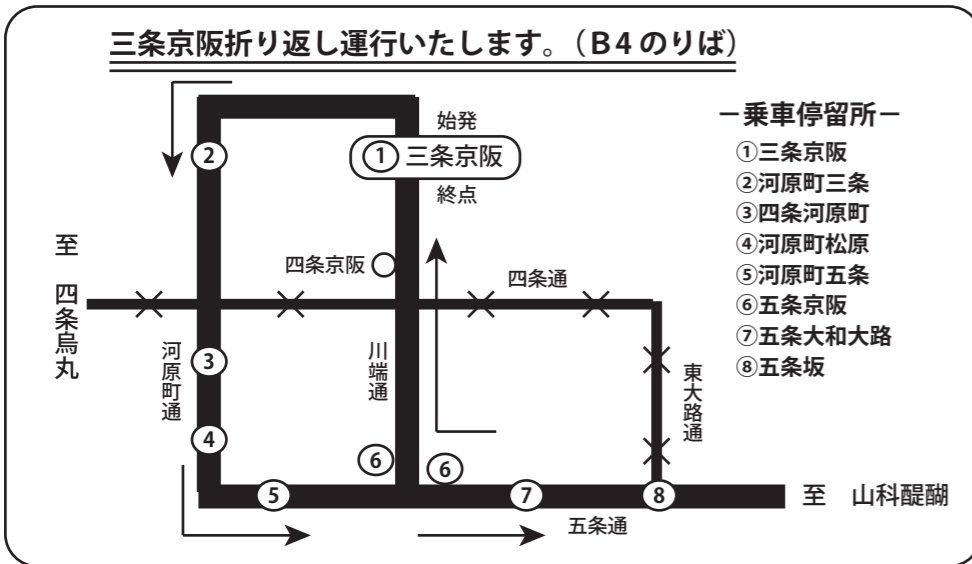 三条京阪折り返し運行いたします。（B4 のりば）
始発
① 三条京阪
終点
②
四条京阪
四条通
至 四条烏丸
③
河原町通
川端通
東大路通
④
⑥
⑥
⑤
⑦
⑧
至 山科醍醐
五条通
－乗車停留所－
①三条京阪
②河原町三条
③四条河原町
④河原町松原
⑤河原町五条
⑥五条京阪
⑦五条大和大路
⑧五条坂